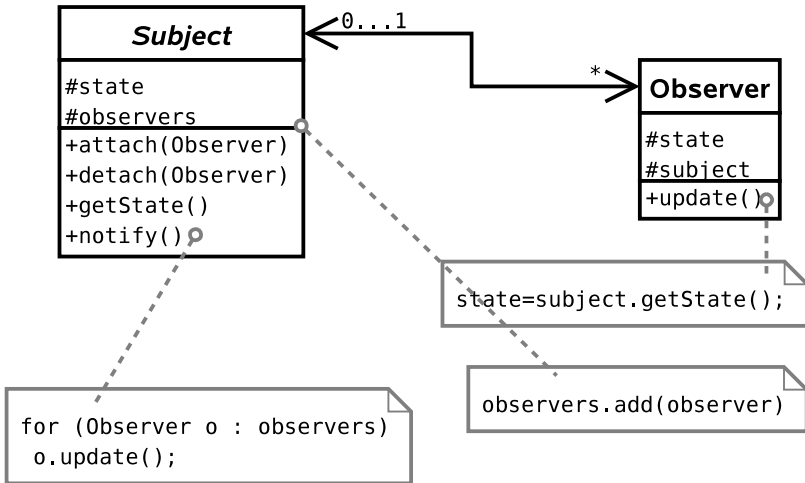 Subject
#state
#observers
+attach(Observer)
+detach(Observer)
+getState()
+notify()
0...1
*
Observer
#state
#subject
+update()
state=subject.getState();
observers.add(observer)
for (Observer o : observers)
o.update();